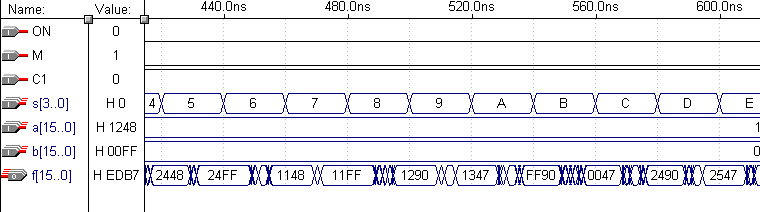 Name: Value: 440.0ns 480.0ns 520.0ns 560.0ns 600.0ns
ON 0
M 1
C1 0
s[3..0] H 0 4 5 6 7 8 9 A B C D E
a[15..0] H 1248 1
b[15..0] H 00FF 0
f[15..0] H EDB7 2448 24FF 1148 11FF 1290 1347 FF90 0047 2490 2547